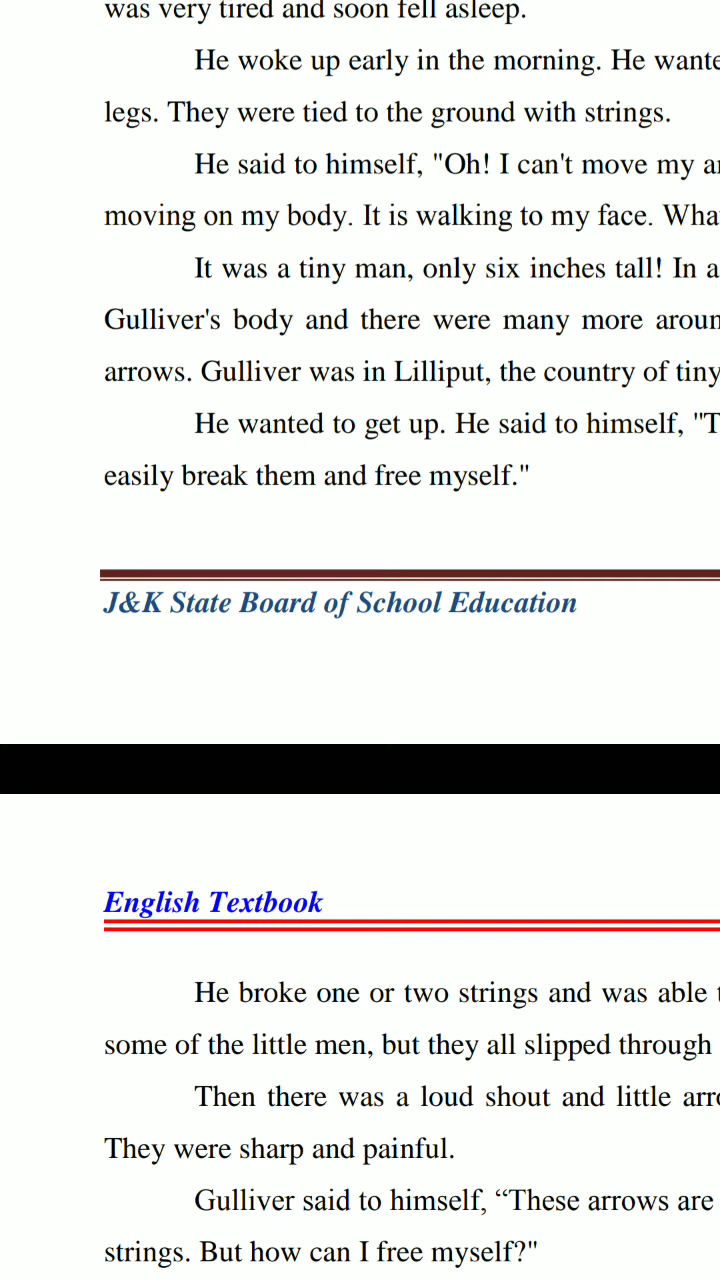 was very tired and soon fell asleep.
He woke up early in the morning. He wante
legs. They were tied to the ground with strings.
He said to himself, "Oh! I can't move my a
moving on my body. It is walking to my face. Wha
It was a tiny man, only six inches tall! In a
Gulliver's body and there were many more aroun
arrows. Gulliver was in Lilliput, the country of tiny
He wanted to get up. He said to himself, "T
easily break them and free myself."
J&K State Board of School Education
English Textbook
He broke one or two strings and was able
some of the little men, but they all slipped through
Then there was a loud shout and little arro
They were sharp and painful.
Gulliver said to himself, “These arrows are
strings. But how can I free myself?"